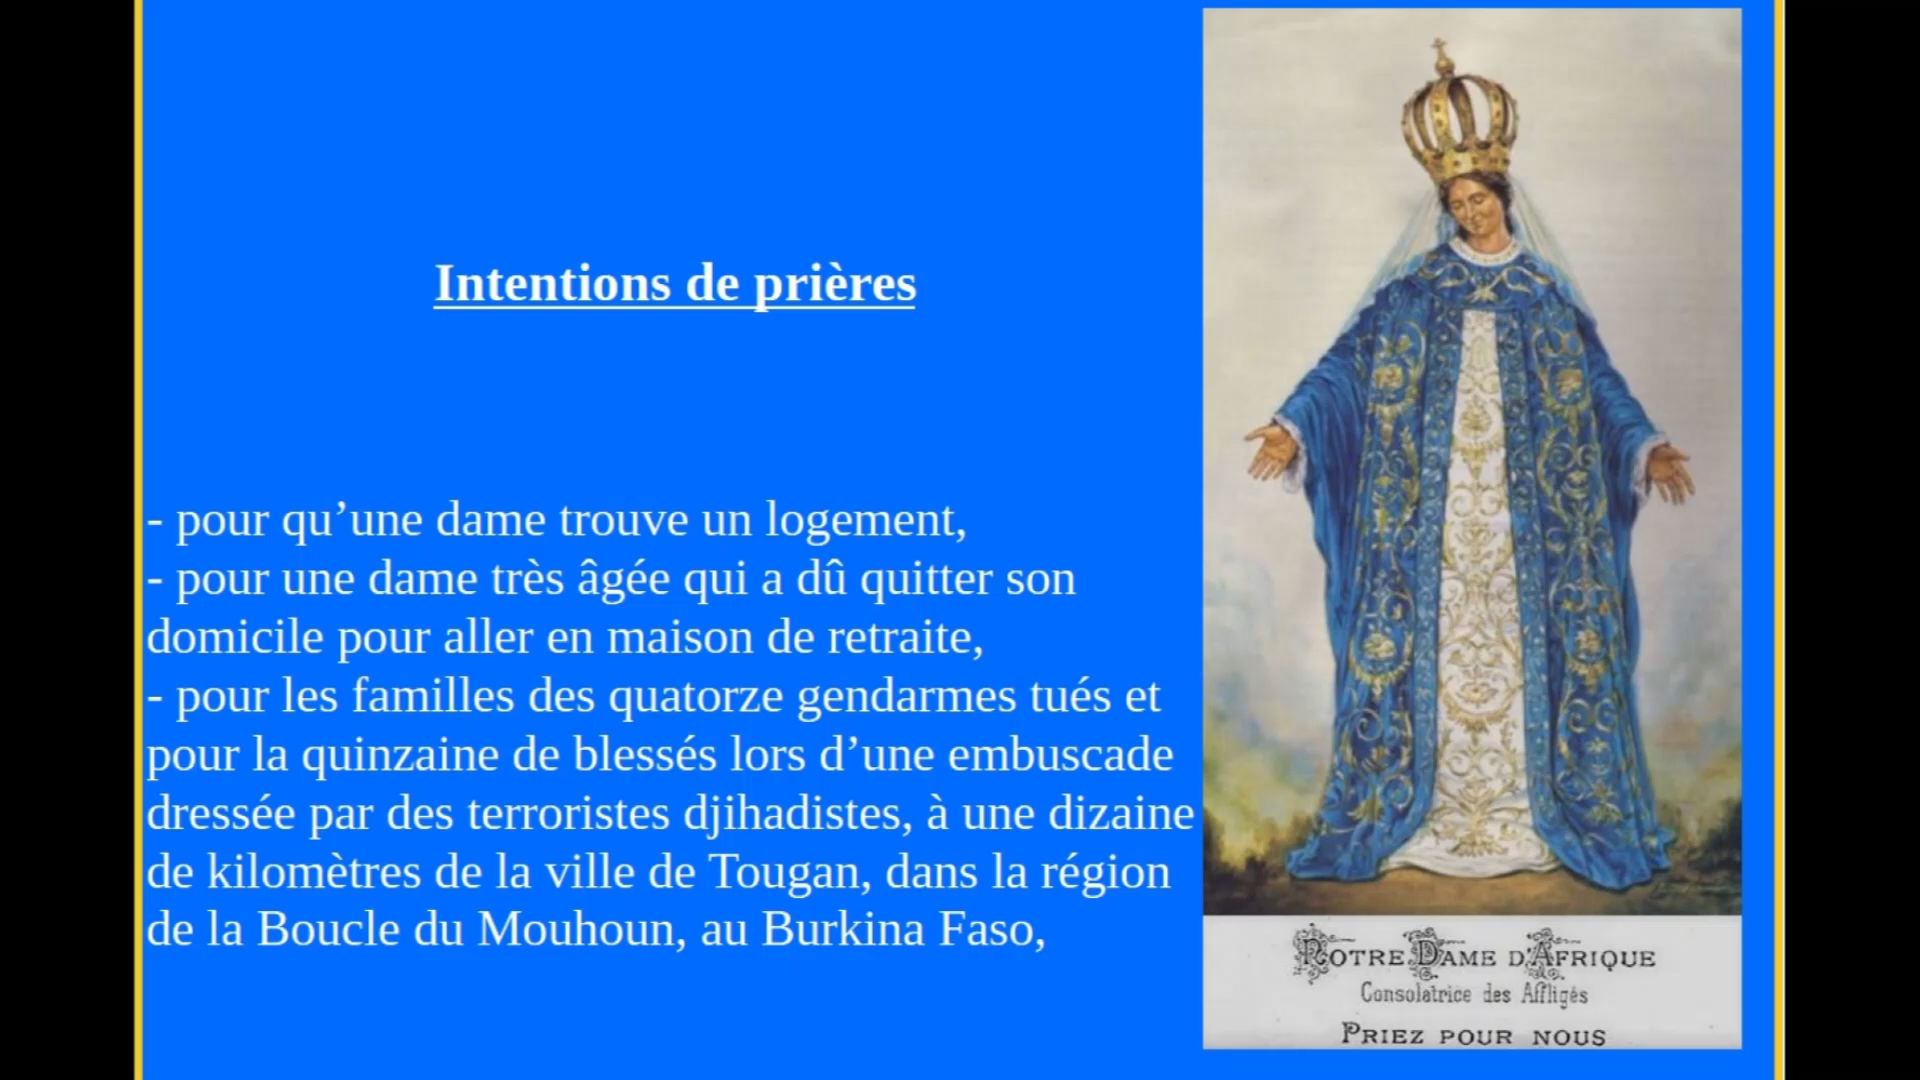 Intentions de prières
- pour qu’une dame trouve un logement,
- pour une dame très âgée qui a dû quitter son
domicile pour aller en maison de retraite,
- pour les familles des quatorze gendarmes tués et
pour la quinzaine de blessés lors d’une embuscade
dressée par des terroristes djihadistes, à une dizaine
de kilomètres de la ville de Tougan, dans la région
de la Boucle du Mouhoun, au Burkina Faso,
NOTRE DAME D'AFRIQUE
Consolatrice des Affligés
PRIEZ POUR NOUS